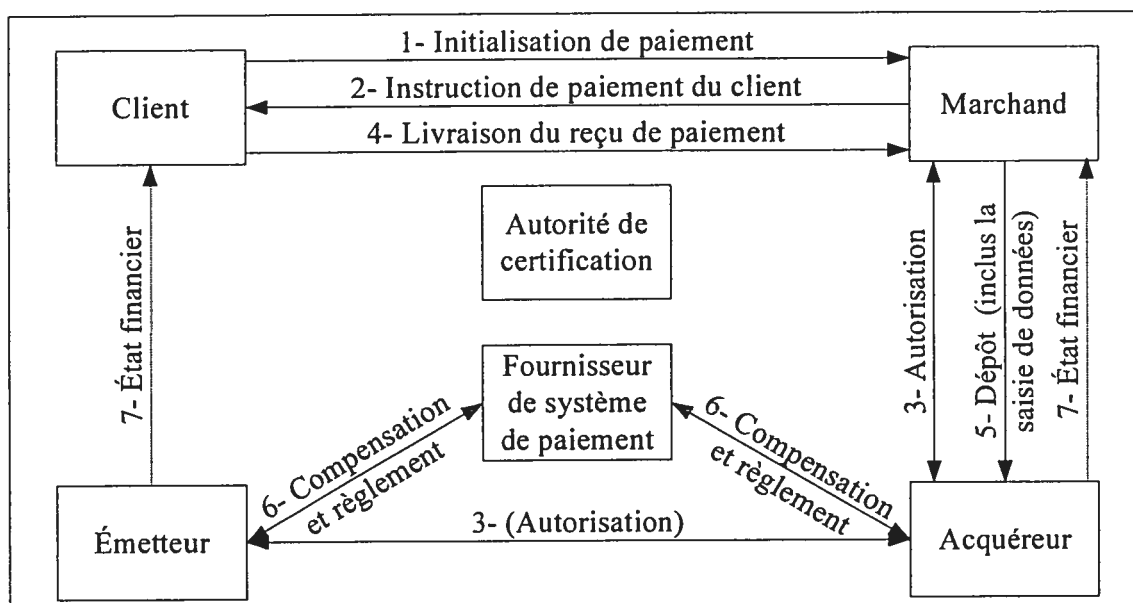 1- Initialisation de paiement
2- Instruction de paiement du client
4- Livraison du reçu de paiement
Client
Marchand
Autorité de
certification
7- État financier
3- Autorisation
5- Dépôt (inclus la
saisie de données)
7- État financier
Fournisseur
de système
de paiement
6- Compensation
et règlement
6- Compensation
et règlement
3- (Autorisation)
Émetteur
Acquéreur